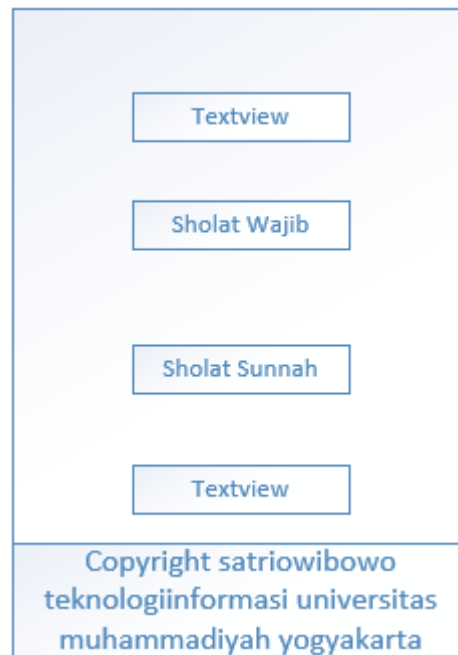 Textview
Sholat Wajib
Sholat Sunnah
Textview
Copyright satriowibowo
teknologiinformasi universitas
muhammadiyah yogyakarta